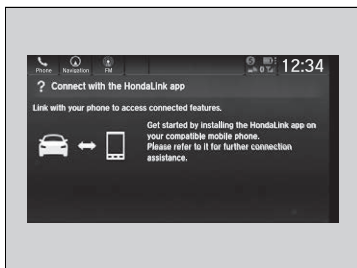 Phone Navigation FM 12:34
? Connect with the HondaLink app
Link with your phone to access connected features.
Get started by installing the HondaLink app on
your compatible mobile phone.
Please refer to it for further connection
assistance.